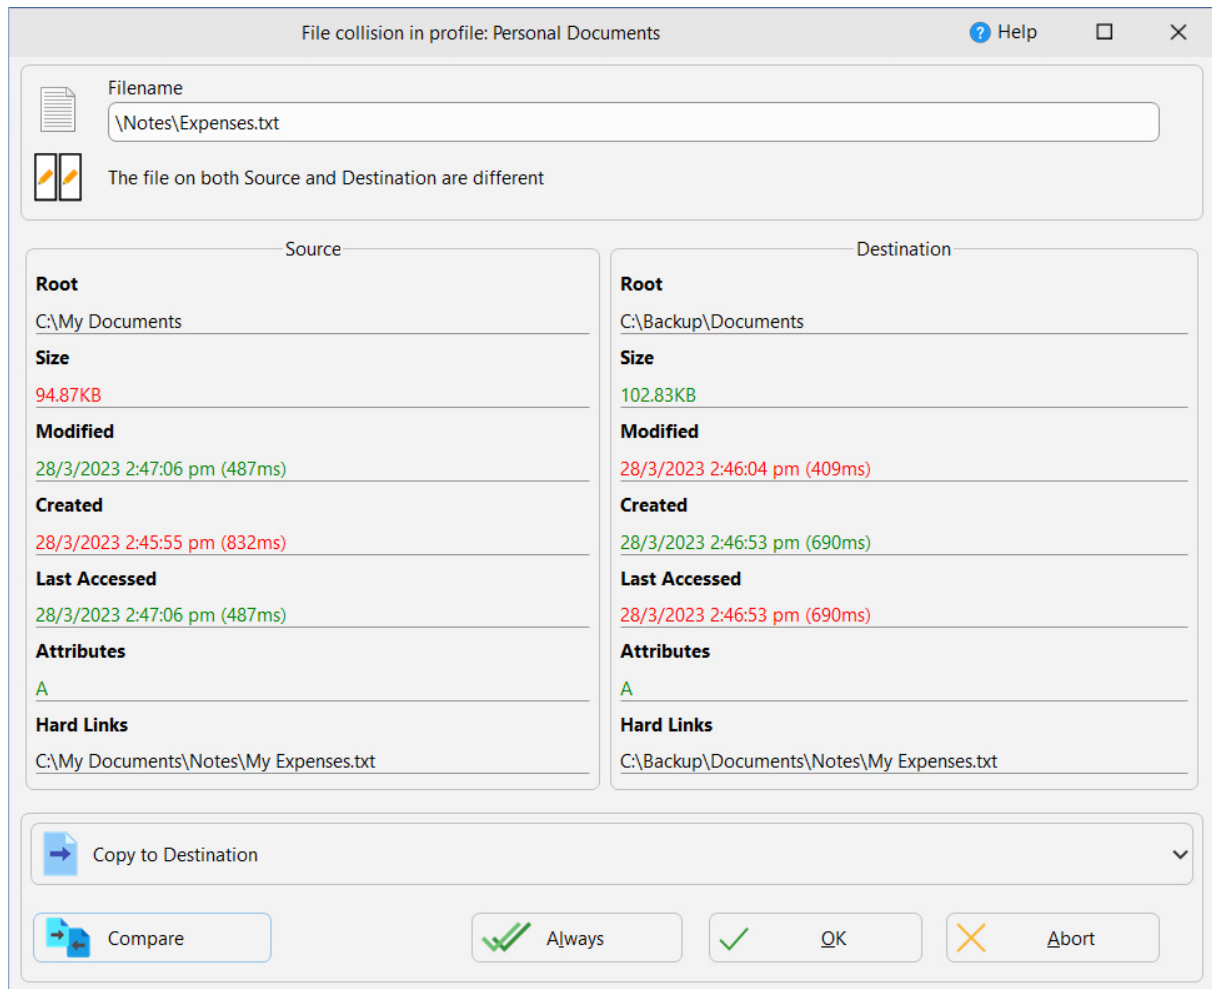 File collision in profile: Personal Documents
? Help
Filename
\Notes\Expenses.txt
The file on both Source and Destination are different
Source
Root
C:\My Documents
Size
94.87KB
Modified
28/3/2023 2:47:06 pm (487ms)
Created
28/3/2023 2:45:55 pm (832ms)
Last Accessed
28/3/2023 2:47:06 pm (487ms)
Attributes
A
Hard Links
C:\My Documents\Notes\My Expenses.txt
Destination
Root
C:\Backup\Documents
Size
102.83KB
Modified
28/3/2023 2:46:04 pm (409ms)
Created
28/3/2023 2:46:53 pm (690ms)
Last Accessed
28/3/2023 2:46:53 pm (690ms)
Attributes
A
Hard Links
C:\Backup\Documents\Notes\My Expenses.txt
Copy to Destination
Compare
Always
OK
Abort